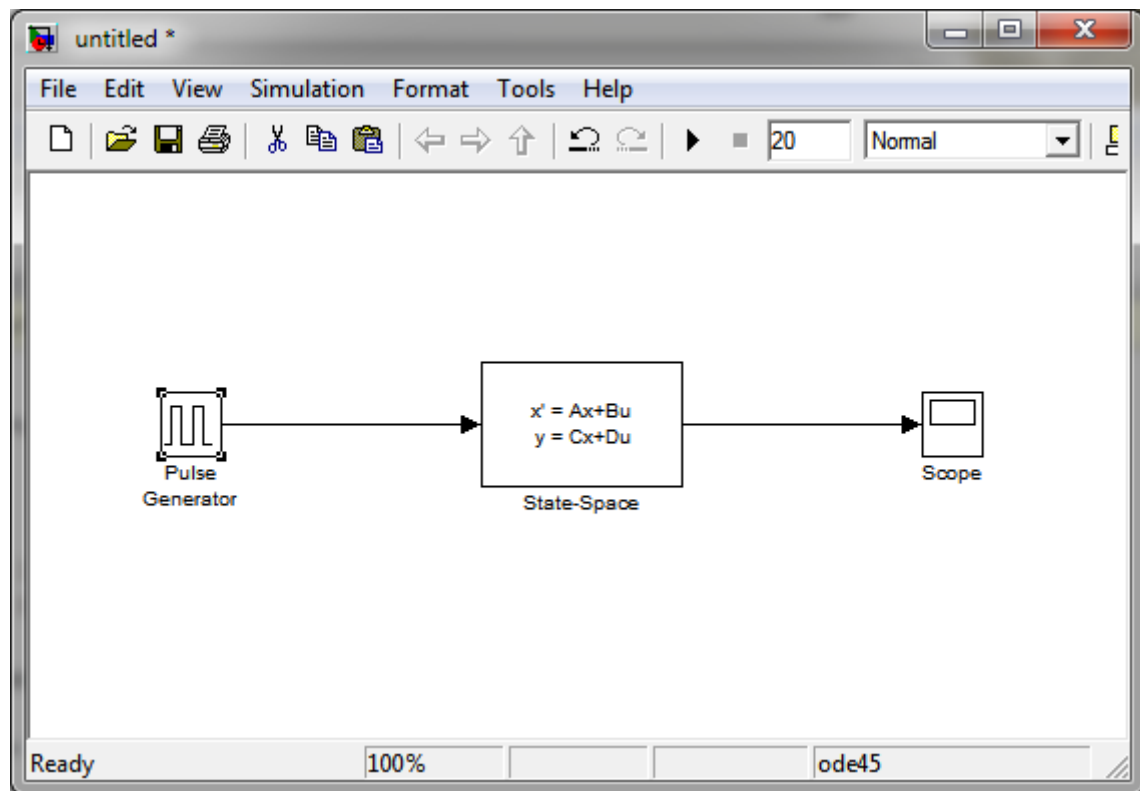 untitled *
File Edit View Simulation Format Tools Help
20 Normal
x' = Ax+Bu
y = Cx+Du
Pulse
Generator
State-Space
Scope
Ready 100% ode45